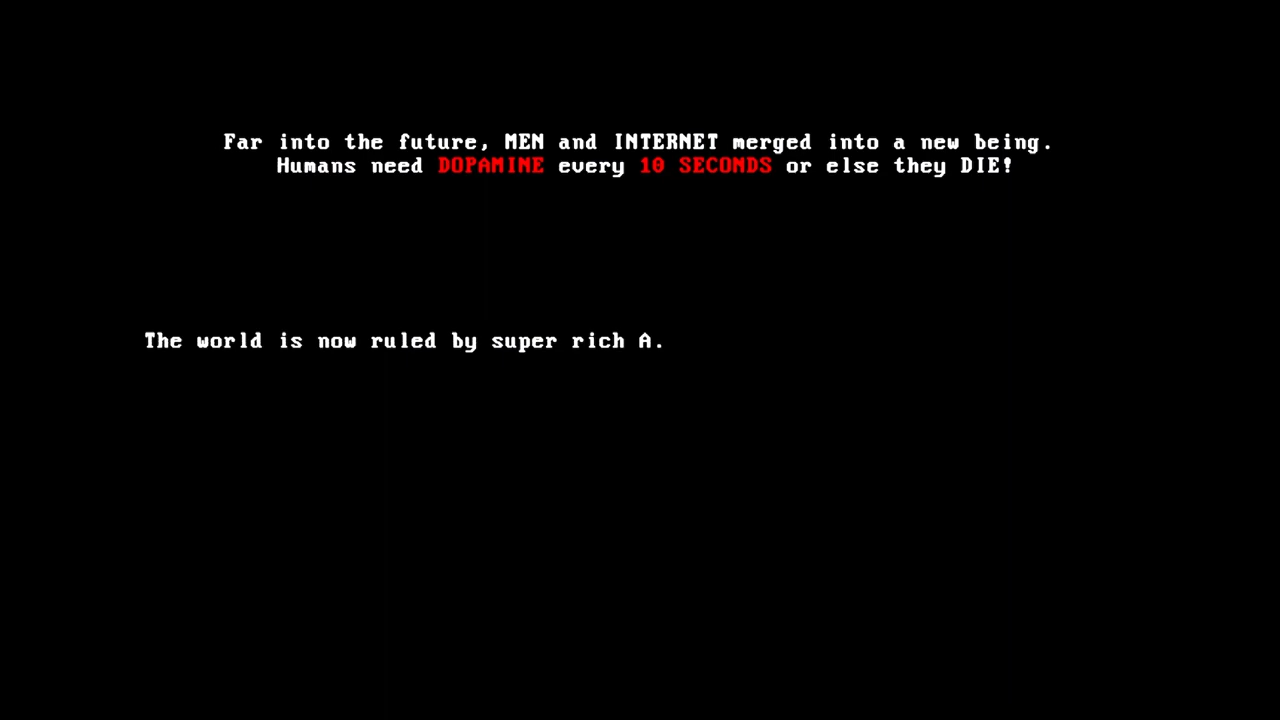 Far into the future, MEN and INTERNET merged into a new being.
Humans need DOPAMINE every 10 SECONDS or else they DIE!
The world is now ruled by super rich A.